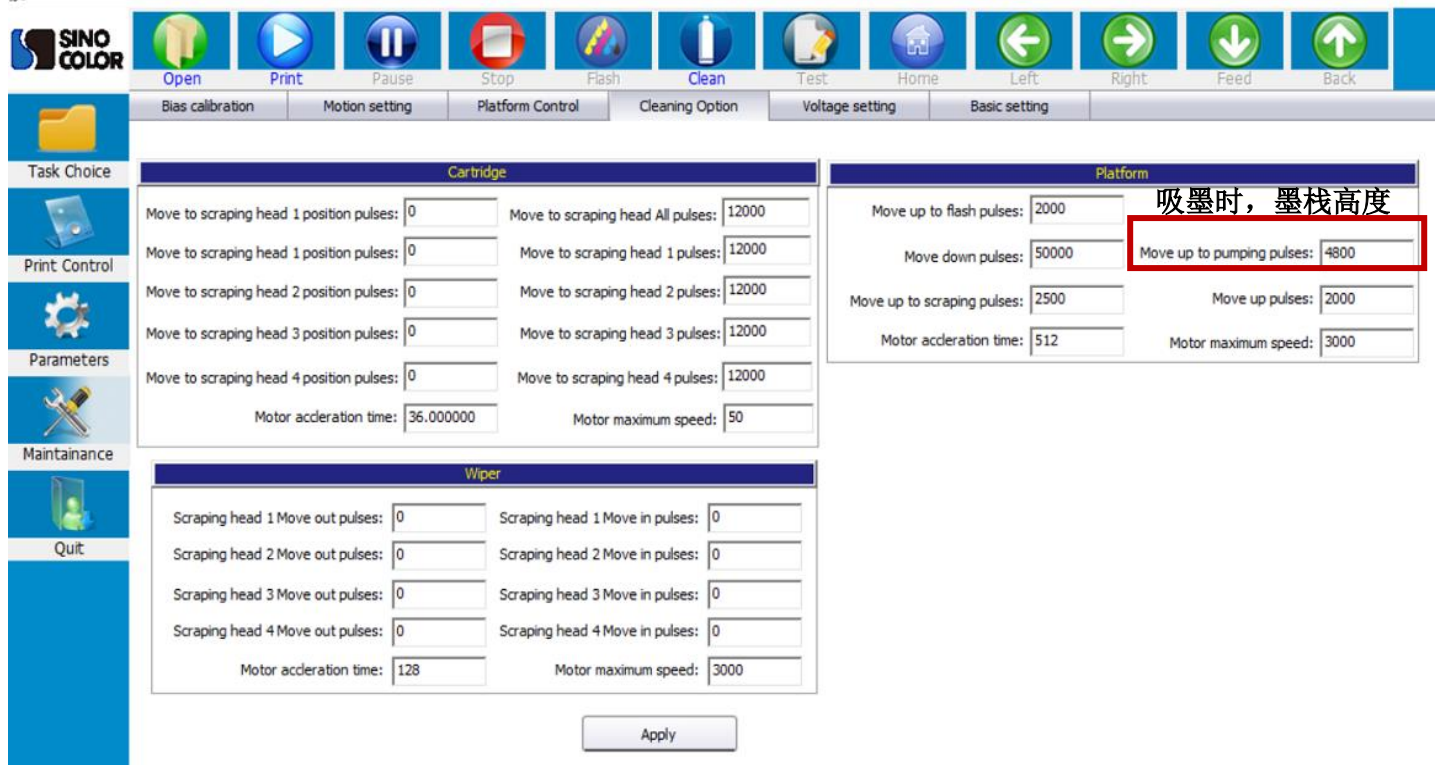 SINO
COLOR
Open Print Pause Stop Flash Clean Test Home Left Right Feed Back
Bias calibration Motion setting Platform Control Cleaning Option Voltage setting Basic setting
Task Choice
Print Control
Parameters
Maintainance
Quit
Cartridge
Move to scraping head 1 position pulses: 0 Move to scraping head All pulses: 12000
Move to scraping head 1 position pulses: 0 Move to scraping head 1 pulses: 12000
Move to scraping head 2 position pulses: 0 Move to scraping head 2 pulses: 12000
Move to scraping head 3 position pulses: 0 Move to scraping head 3 pulses: 12000
Move to scraping head 4 position pulses: 0 Move to scraping head 4 pulses: 12000
Motor accleration time: 36.000000 Motor maximum speed: 50
Platform
吸墨时，墨栈高度
Move up to flash pulses: 2000
Move down pulses: 50000 Move up to pumping pulses: 4800
Move up to scraping pulses: 2500 Move up pulses: 2000
Motor accleration time: 512 Motor maximum speed: 3000
Wiper
Scraping head 1 Move out pulses: 0 Scraping head 1 Move in pulses: 0
Scraping head 2 Move out pulses: 0 Scraping head 2 Move in pulses: 0
Scraping head 3 Move out pulses: 0 Scraping head 3 Move in pulses: 0
Scraping head 4 Move out pulses: 0 Scraping head 4 Move in pulses: 0
Motor accleration time: 128 Motor maximum speed: 3000
Apply